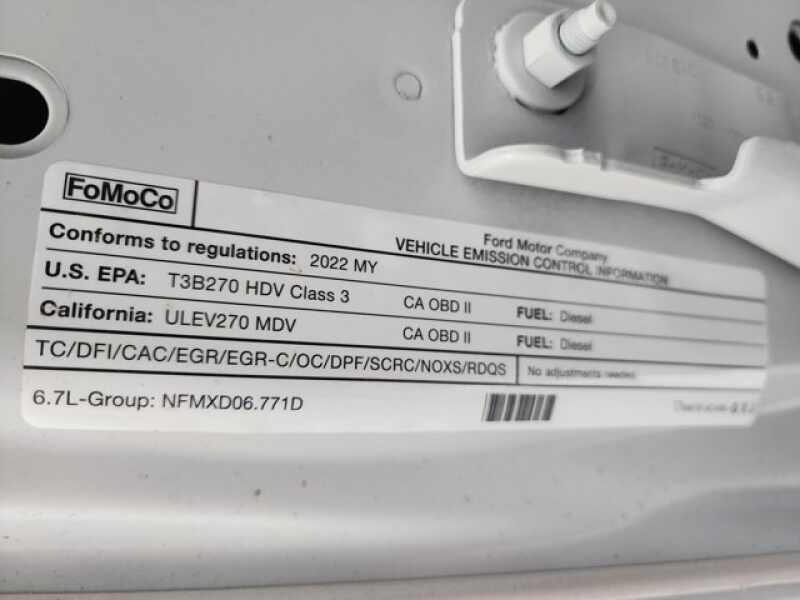 FoMoCo
Ford Motor Company
VEHICLE EMISSION CONTROL INFORMATION
Conforms to regulations: 2022 MY
U.S. EPA: T3B270 HDV Class 3 CA OBD II FUEL: Diesel
California: ULEV270 MDV CA OBD II FUEL: Diesel
TC/DFI/CAC/EGR/EGR-C/OC/DPF/SCRC/NOXS/RDQS No adjustments needed.
6.7L-Group: NFMXD06.771D